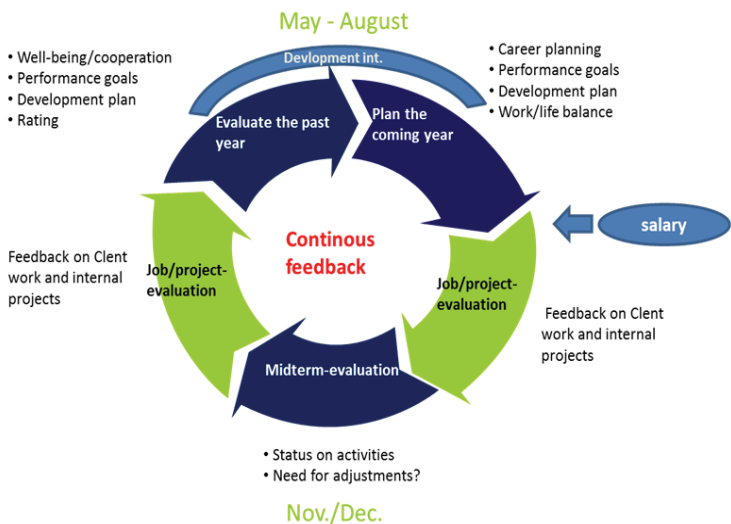 May - August
• Well-being/cooperation
• Performance goals
• Development plan
• Rating
Devlopment int.
• Career planning
• Performance goals
• Development plan
• Work/life balance
Evaluate the past
year
Plan the
coming year
salary
Continous
feedback
Feedback on Clent
work and internal
projects
Job/project-
evaluation
Job/project-
evaluation
Feedback on Clent
work and internal
projects
Midterm-evaluation
• Status on activities
• Need for adjustments?
Nov./Dec.